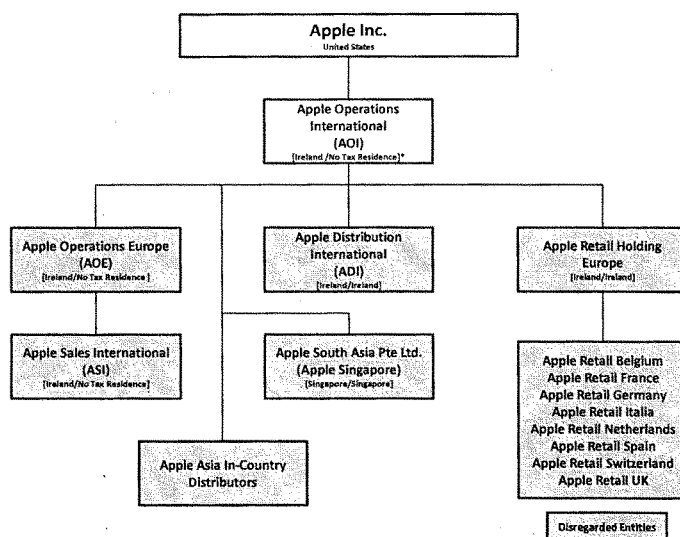 Apple Inc.
United States
Apple Operations
International
(AOI)
[Ireland /No Tax Residence]*
Apple Operations Europe
(AOE)
[Ireland/No Tax Residence ]
Apple Distribution
International
(ADI)
[Ireland/Ireland]
Apple Retail Holding
Europe
[Ireland/Ireland]
Apple Sales International
(ASI)
[Ireland/No Tax Residence]
Apple South Asia Pte Ltd.
(Apple Singapore)
[Singapore/Singapore]
Apple Retail Belgium
Apple Retail France
Apple Retail Germany
Apple Retail Italia
Apple Retail Netherlands
Apple Retail Spain
Apple Retail Switzerland
Apple Retail UK
Apple Asia In-Country
Distributors
Disregarded Entities